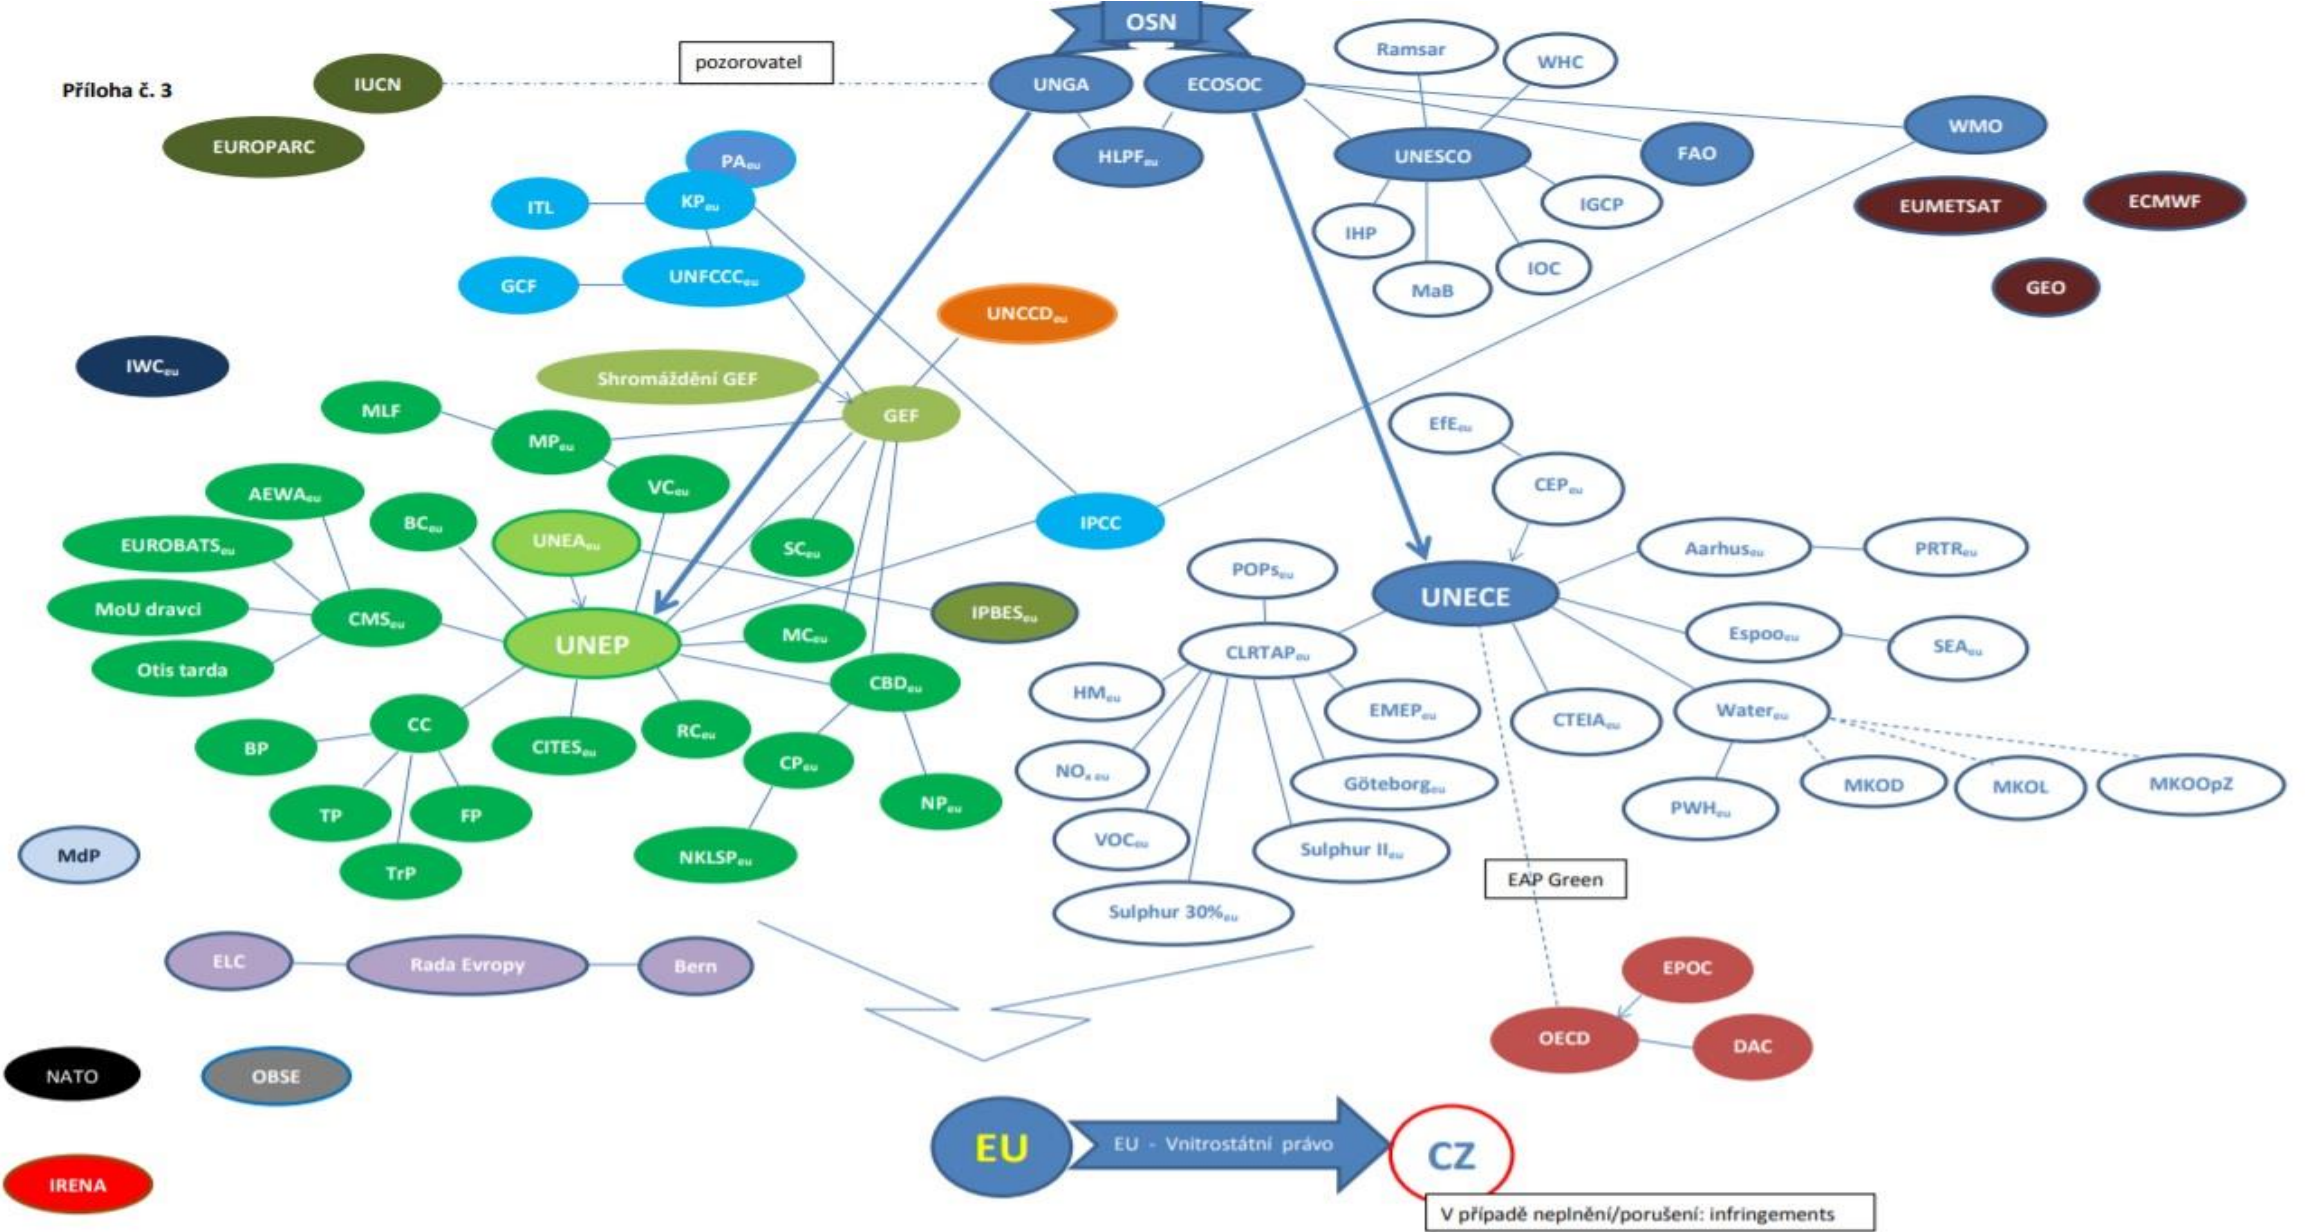 OSN
Příloha č. 3
IUCN
pozorovatel
UNGA
ECOSOC
Ramsar
WHC
EUROPARC
PAeu
HLPFeu
UNESCO
FAO
WMO
ITL
KPeu
IHP
IGCP
EUMETSAT
ECMWF
GCF
UNFCCCeu
MaB
IOC
GEO
UNCCDeu
IWCeu
Shromáždění GEF
MLF
MPeu
GEF
EfEeu
AEWAeu
VCeu
CEPeu
BCeu
UNEAeu
IPCC
EUROBATSeu
SCeu
POPseu
Aarhuseu
PRTReu
MoU dravci
CMSeu
IPBESeu
UNECE
UNEP
MCeu
Espooeu
SEAeu
Otis tarda
CBDeu
CLRTAPeu
HMeu
EMEPeu
CTEIAeu
Watereu
CC
RCeu
BP
CITESeu
CPeu
NOx eu
Göteborgeu
MKOD
MKOL
MKOOpZ
TP
FP
NPeu
PWHeu
MdP
TrP
NKLSPeu
VOCeu
Sulphur IIeu
EAP Green
Sulphur 30%eu
ELC
Rada Evropy
Bern
EPOC
OECD
DAC
NATO
OBSE
EU
EU - Vnitrostátní právo
CZ
IRENA
V případě neplnění/porušení: infringements